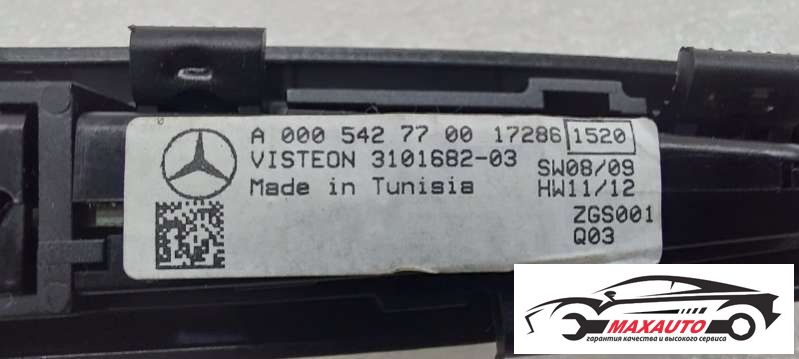 A 000 542 77 00 17286 1520
VISTEON 3101682-03 SW08/09
Made in Tunisia HW11/12
ZGS001
Q03
MAXAUTO
гарантия качества и высокого сервиса